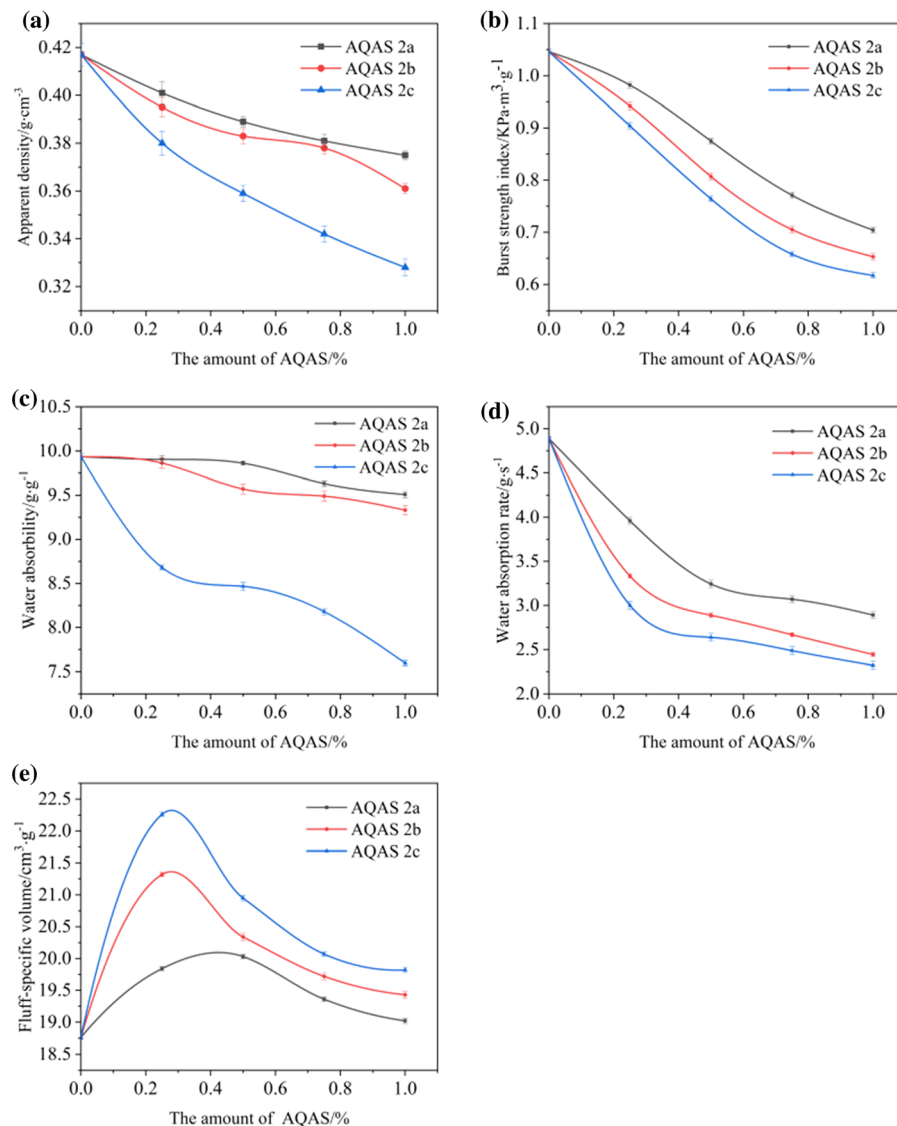 (a)
Apparent density/g·cm⁻³
0.42
0.40
0.38
0.36
0.34
0.32
AQAS 2a
AQAS 2b
AQAS 2c
0.0 0.2 0.4 0.6 0.8 1.0
The amount of AQAS/%
(b)
Burst strength index/KPa·m³·g⁻¹
1.1
1.0
0.9
0.8
0.7
0.6
AQAS 2a
AQAS 2b
AQAS 2c
0.0 0.2 0.4 0.6 0.8 1.0
The amount of AQAS/%
(c)
Water absorbility/g·g⁻¹
10.5
10.0
9.5
9.0
8.5
8.0
7.5
AQAS 2a
AQAS 2b
AQAS 2c
0.0 0.2 0.4 0.6 0.8 1.0
The amount of AQAS/%
(d)
Water absorption rate/g·s⁻¹
5.0
4.5
4.0
3.5
3.0
2.5
2.0
AQAS 2a
AQAS 2b
AQAS 2c
0.0 0.2 0.4 0.6 0.8 1.0
The amount of AQAS/%
(e)
Fluff-specific volume/cm³·g⁻¹
22.5
22.0
21.5
21.0
20.5
20.0
19.5
19.0
18.5
AQAS 2a
AQAS 2b
AQAS 2c
0.0 0.2 0.4 0.6 0.8 1.0
The amount of AQAS/%